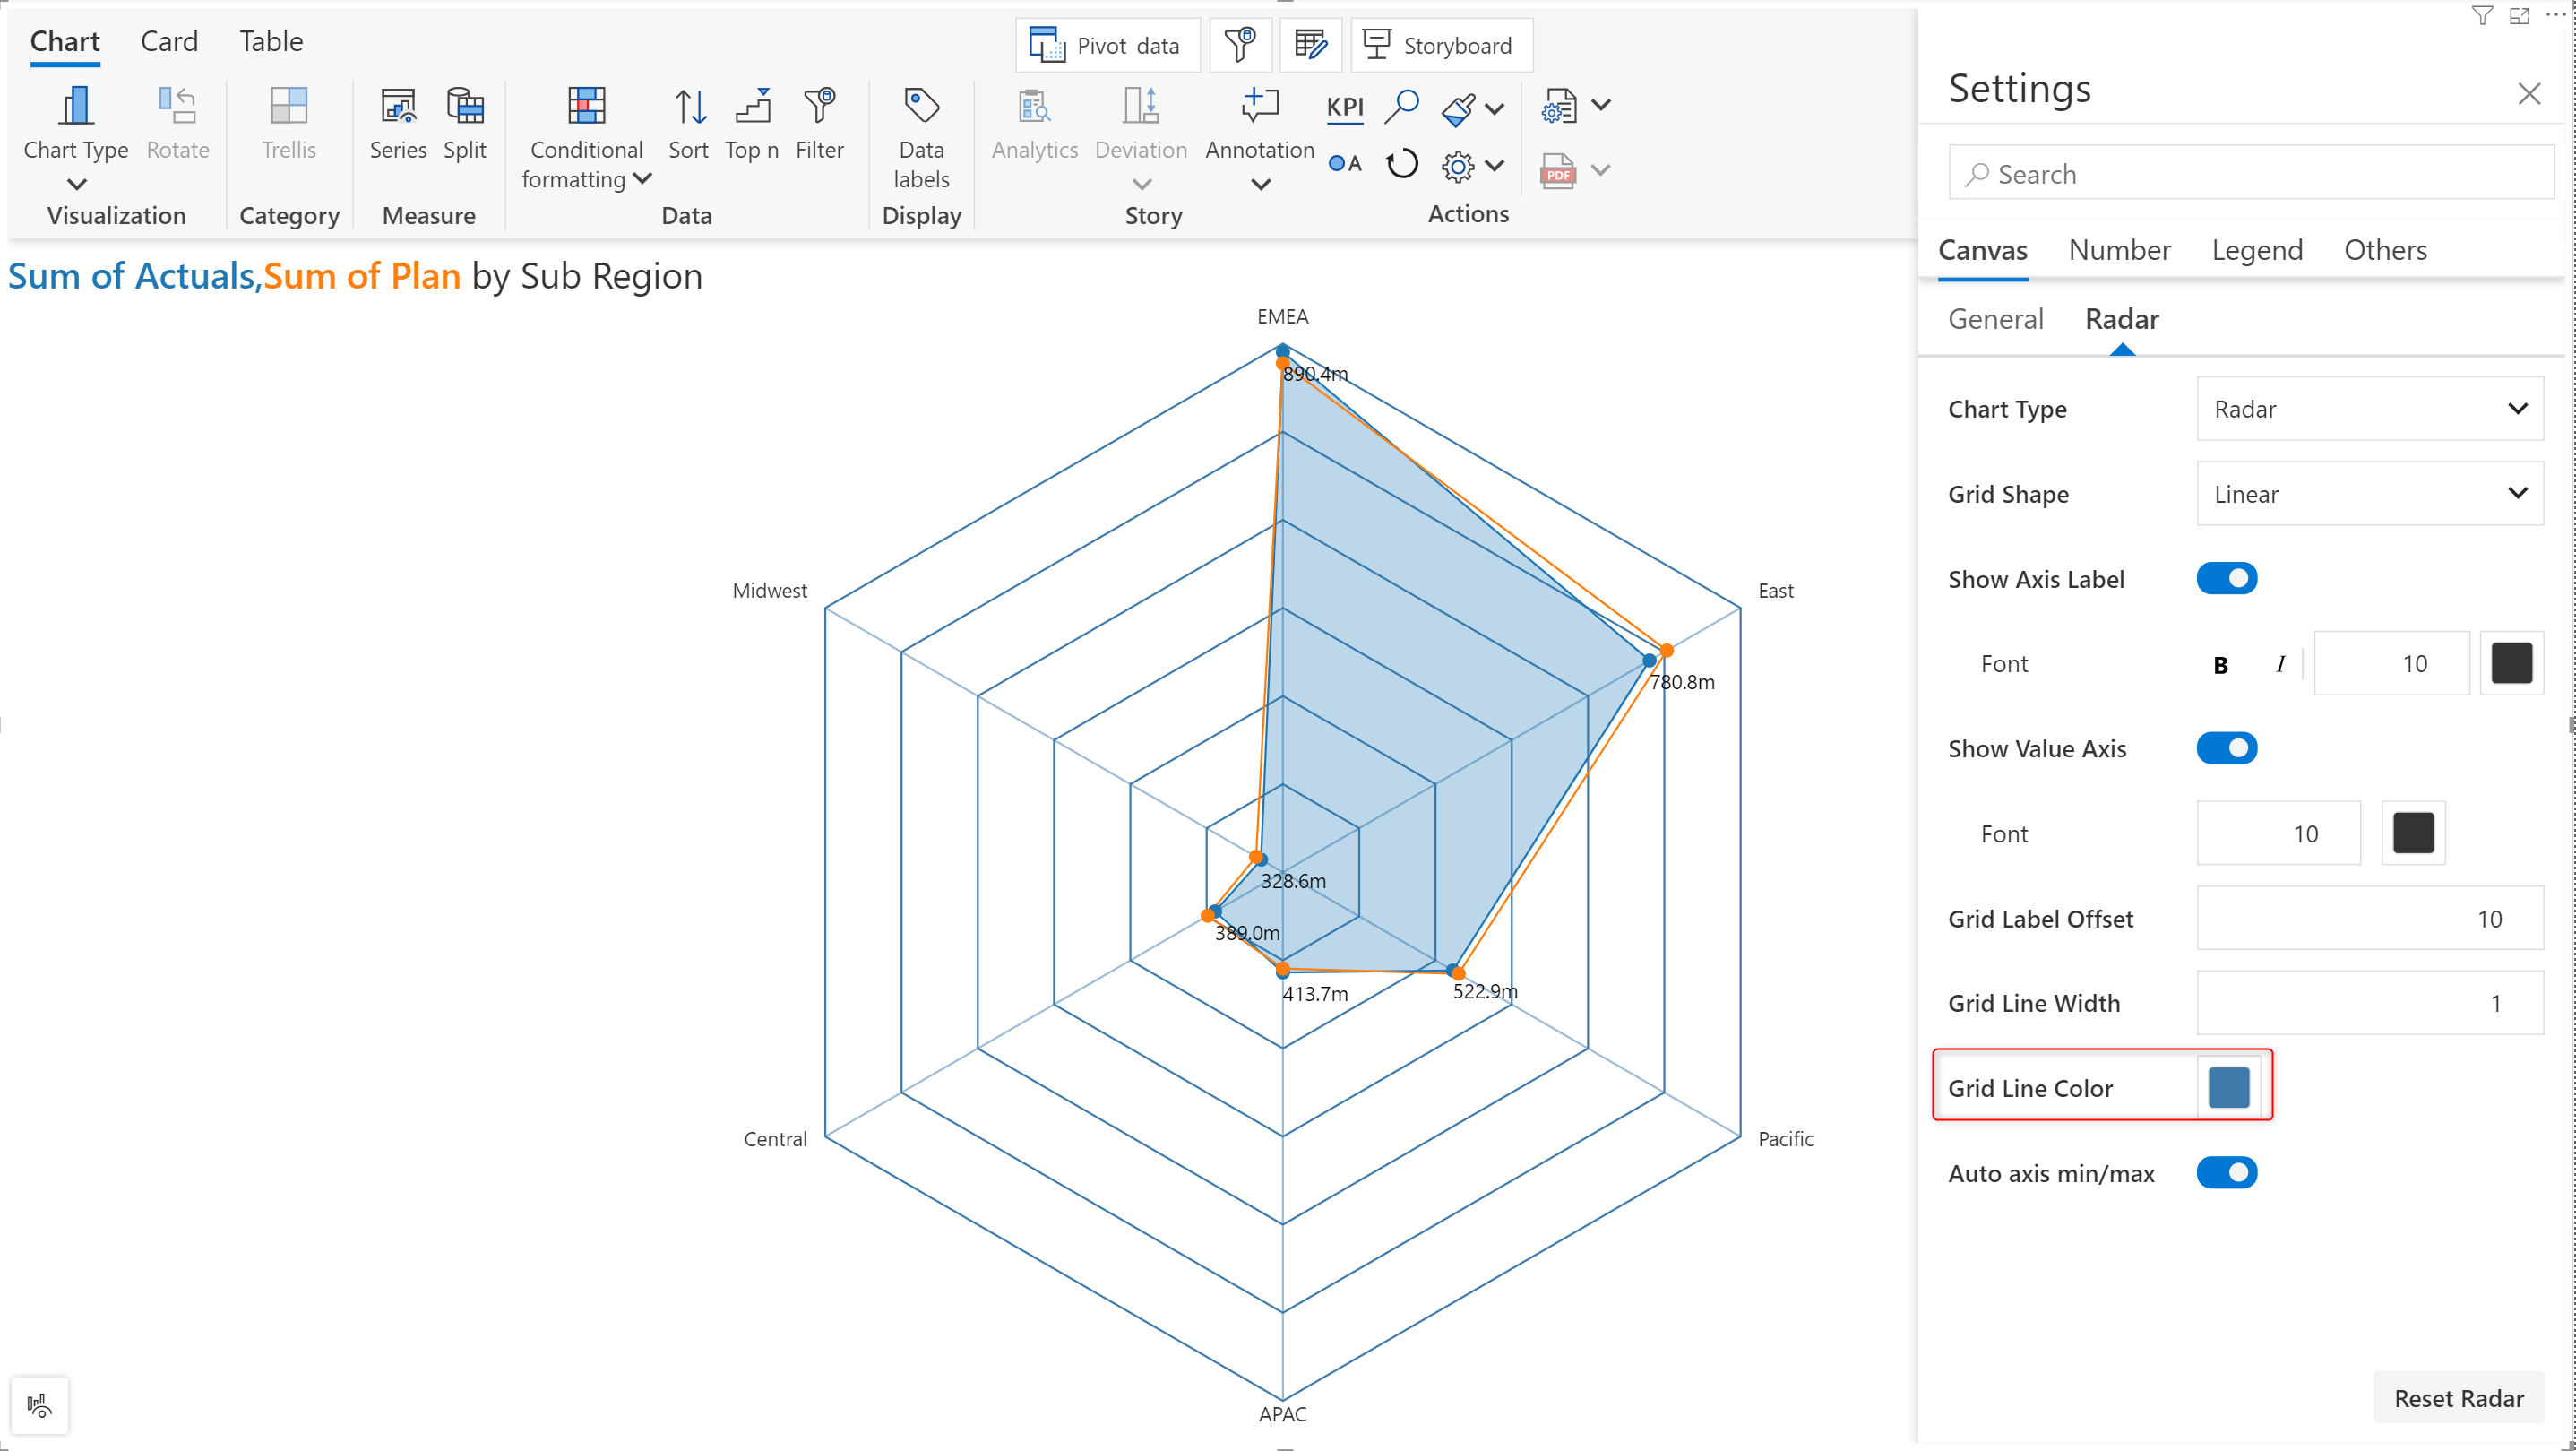 Chart Card Table
Pivot data Storyboard
Chart Type Rotate Trellis Series Split Conditional formatting Sort Top n Filter Data labels Analytics Deviation Annotation KPI A PDF
Visualization Category Measure Data Display Story Actions
Sum of Actuals,Sum of Plan by Sub Region
EMEA
890.4m
Midwest
East
780.8m
328.6m
389.0m
413.7m
522.9m
Central
Pacific
APAC
Settings
Search
Canvas Number Legend Others
General Radar
Chart Type Radar
Grid Shape Linear
Show Axis Label
Font B I 10
Show Value Axis
Font 10
Grid Label Offset 10
Grid Line Width 1
Grid Line Color
Auto axis min/max
Reset Radar